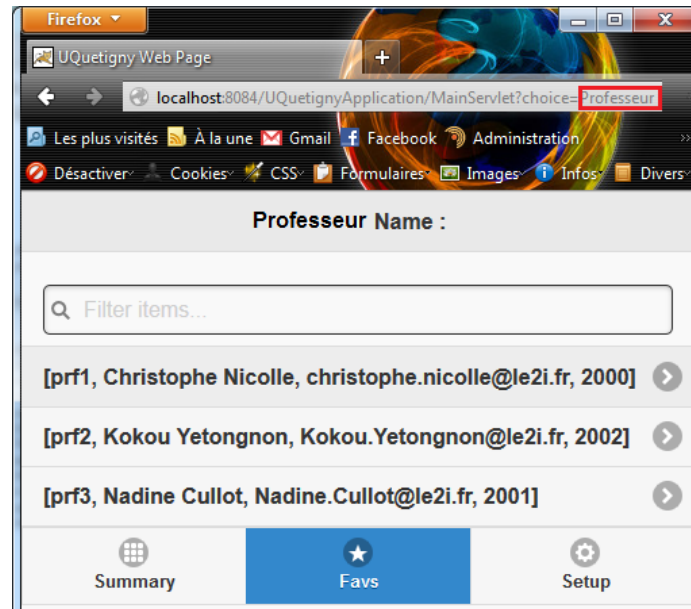 Firefox
UQuetigny Web Page
localhost:8084/UQuetignyApplication/MainServlet?choice=Professeur
Les plus visités À la une Gmail Facebook Administration
Désactiver Cookies CSS Formulaires Images Infos Divers
Professeur Name :
Filter items...
[prf1, Christophe Nicolle, christophe.nicolle@le2i.fr, 2000]
[prf2, Kokou Yetongnon, Kokou.Yetongnon@le2i.fr, 2002]
[prf3, Nadine Cullot, Nadine.Cullot@le2i.fr, 2001]
Summary Favs Setup